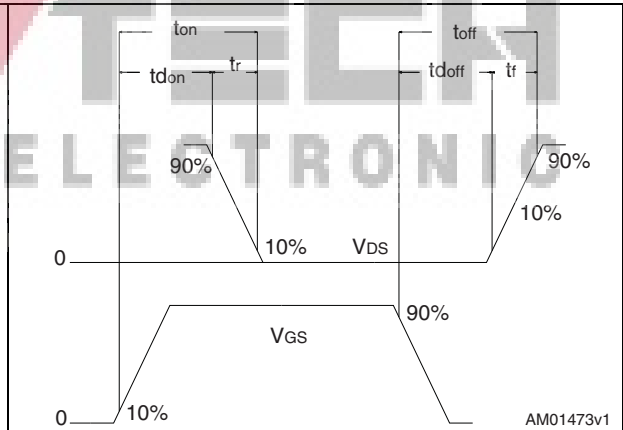 TECH
ton toff
tdon tr tdoff tf
ELECTRONIC
90% 90%
10%
10%
0 VDS
90%
VGS
10%
0
AM01473v1